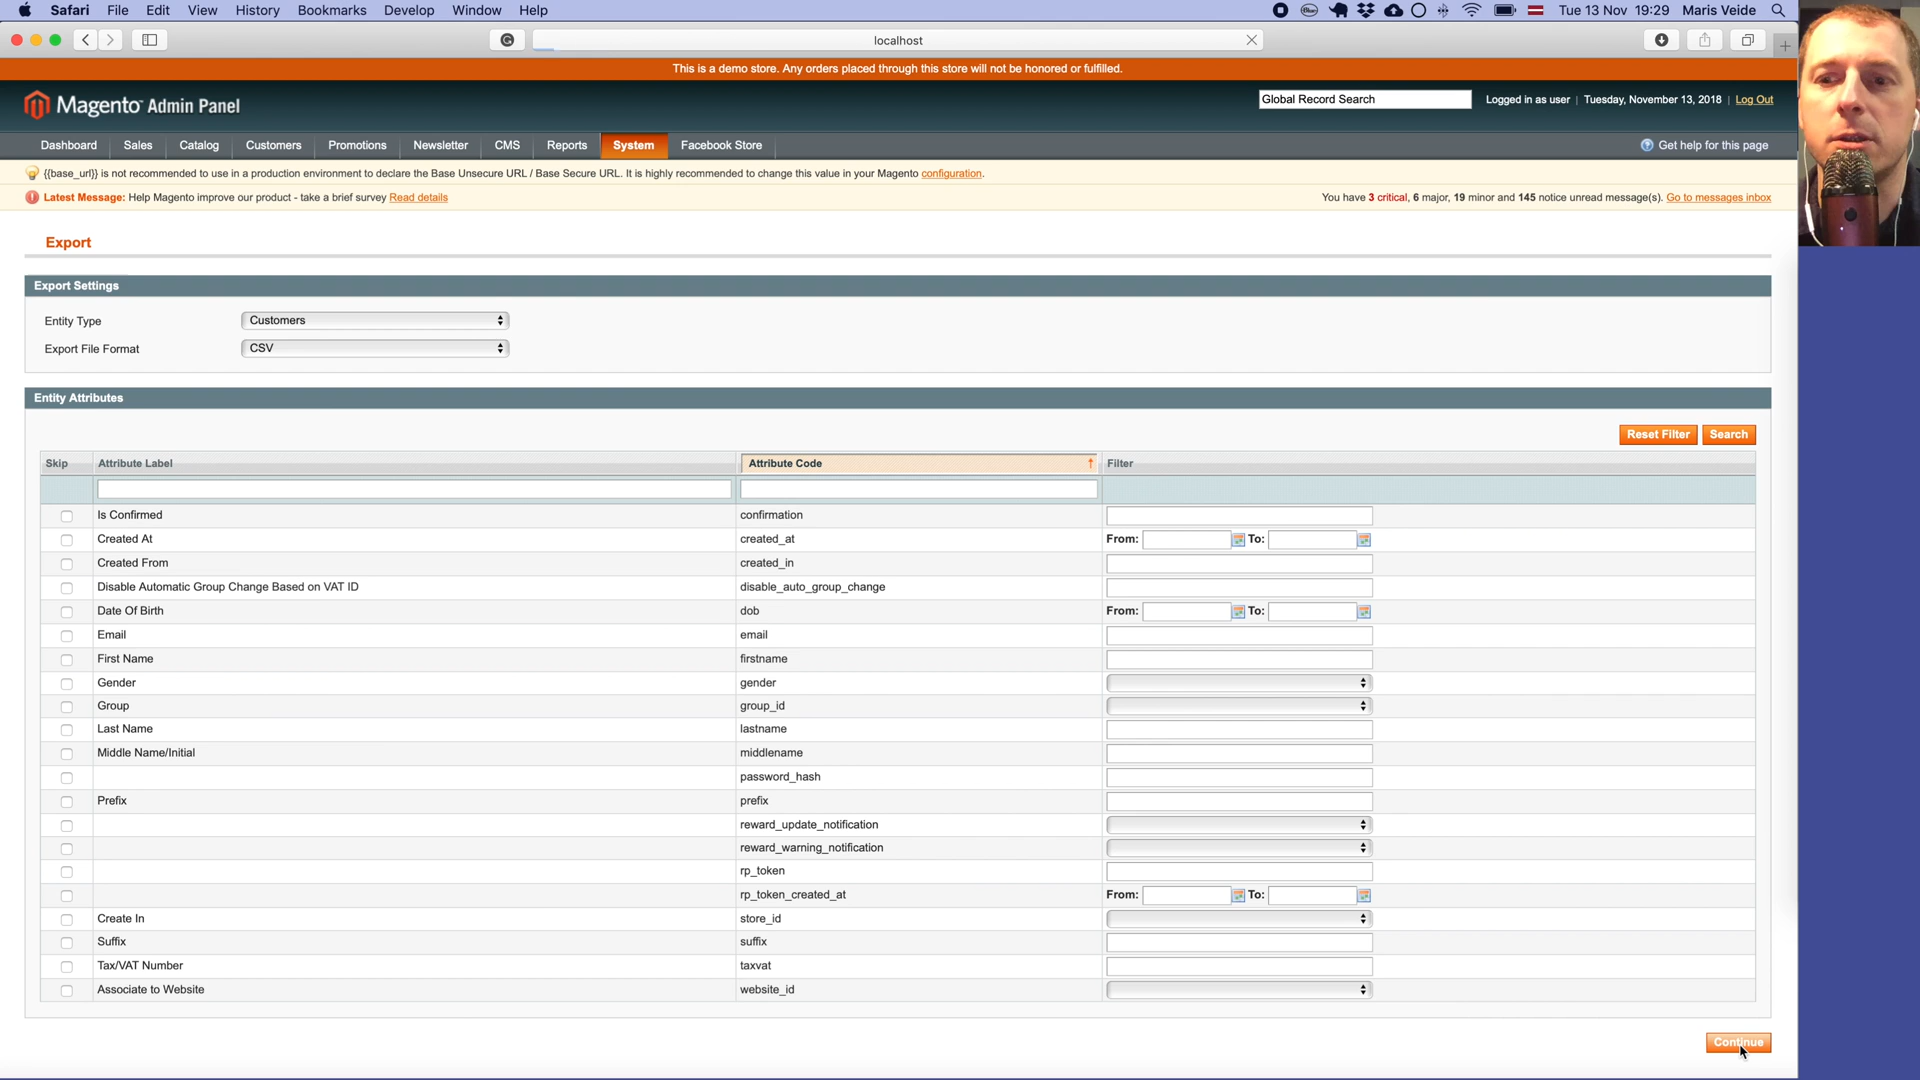 Safari File Edit View History Bookmarks Develop Window Help
Tue 13 Nov 19:29 Maris Veide
localhost
This is a demo store. Any orders placed through this store will not be honored or fulfilled.
Magento Admin Panel
Global Record Search
Logged in as user | Tuesday, November 13, 2018 | Log Out
Dashboard Sales Catalog Customers Promotions Newsletter CMS Reports System Facebook Store
Get help for this page
{{base_url}} is not recommended to use in a production environment to declare the Base Unsecure URL / Base Secure URL. It is highly recommended to change this value in your Magento configuration.
Latest Message: Help Magento improve our product - take a brief survey Read details
You have 3 critical, 6 major, 19 minor and 145 notice unread message(s). Go to messages inbox
Export
Export Settings
Entity Type Customers
Export File Format CSV
Entity Attributes
Reset Filter Search
Skip Attribute Label Attribute Code Filter
Is Confirmed confirmation
Created At created_at From: To:
Created From created_in
Disable Automatic Group Change Based on VAT ID disable_auto_group_change
Date Of Birth dob From: To:
Email email
First Name firstname
Gender gender
Group group_id
Last Name lastname
Middle Name/Initial middlename
password_hash
Prefix prefix
reward_update_notification
reward_warning_notification
rp_token
rp_token_created_at From: To:
Create In store_id
Suffix suffix
Tax/VAT Number taxvat
Associate to Website website_id
Continue